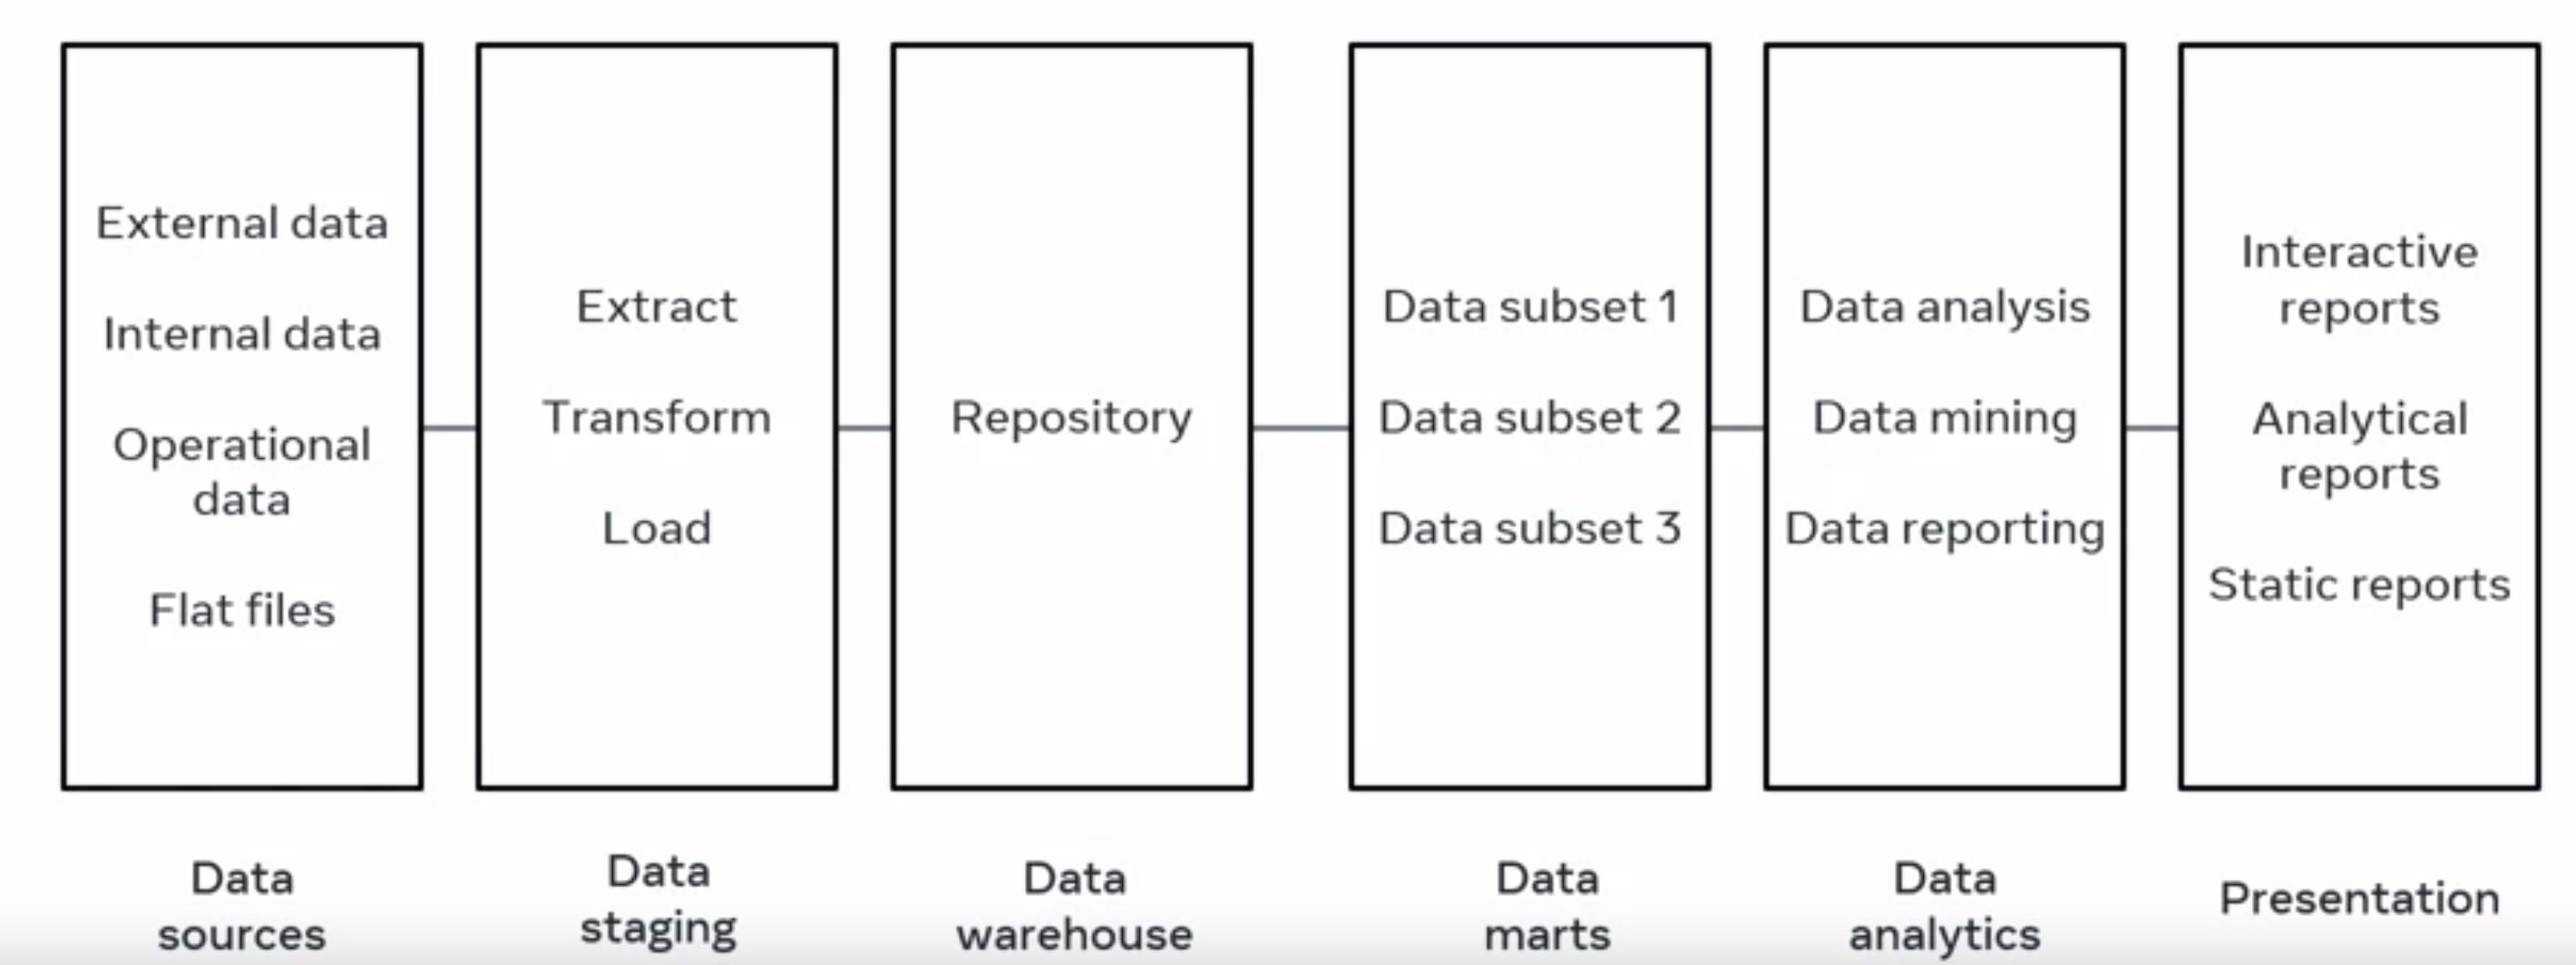 External data
Internal data
Operational
data
Flat files
Extract
Transform
Load
Repository
Data subset 1
Data subset 2
Data subset 3
Data analysis
Data mining
Data reporting
Interactive
reports
Analytical
reports
Static reports
Data
sources
Data
staging
Data
warehouse
Data
marts
Data
analytics
Presentation